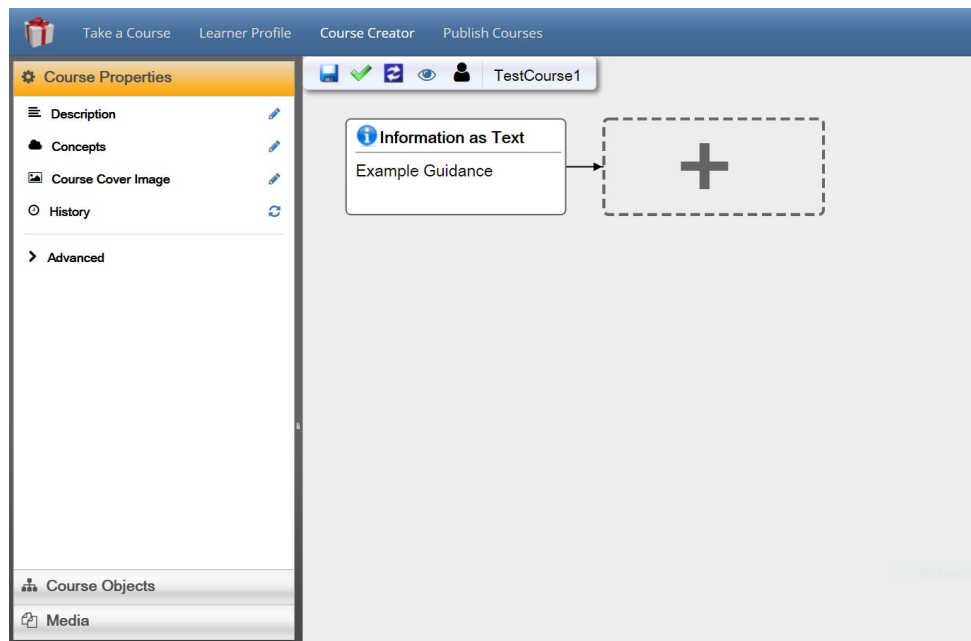 Take a Course Learner Profile Course Creator Publish Courses
Course Properties
TestCourse1
Description
Concepts
Course Cover Image
History
Advanced
Information as Text
Example Guidance
Course Objects
Media